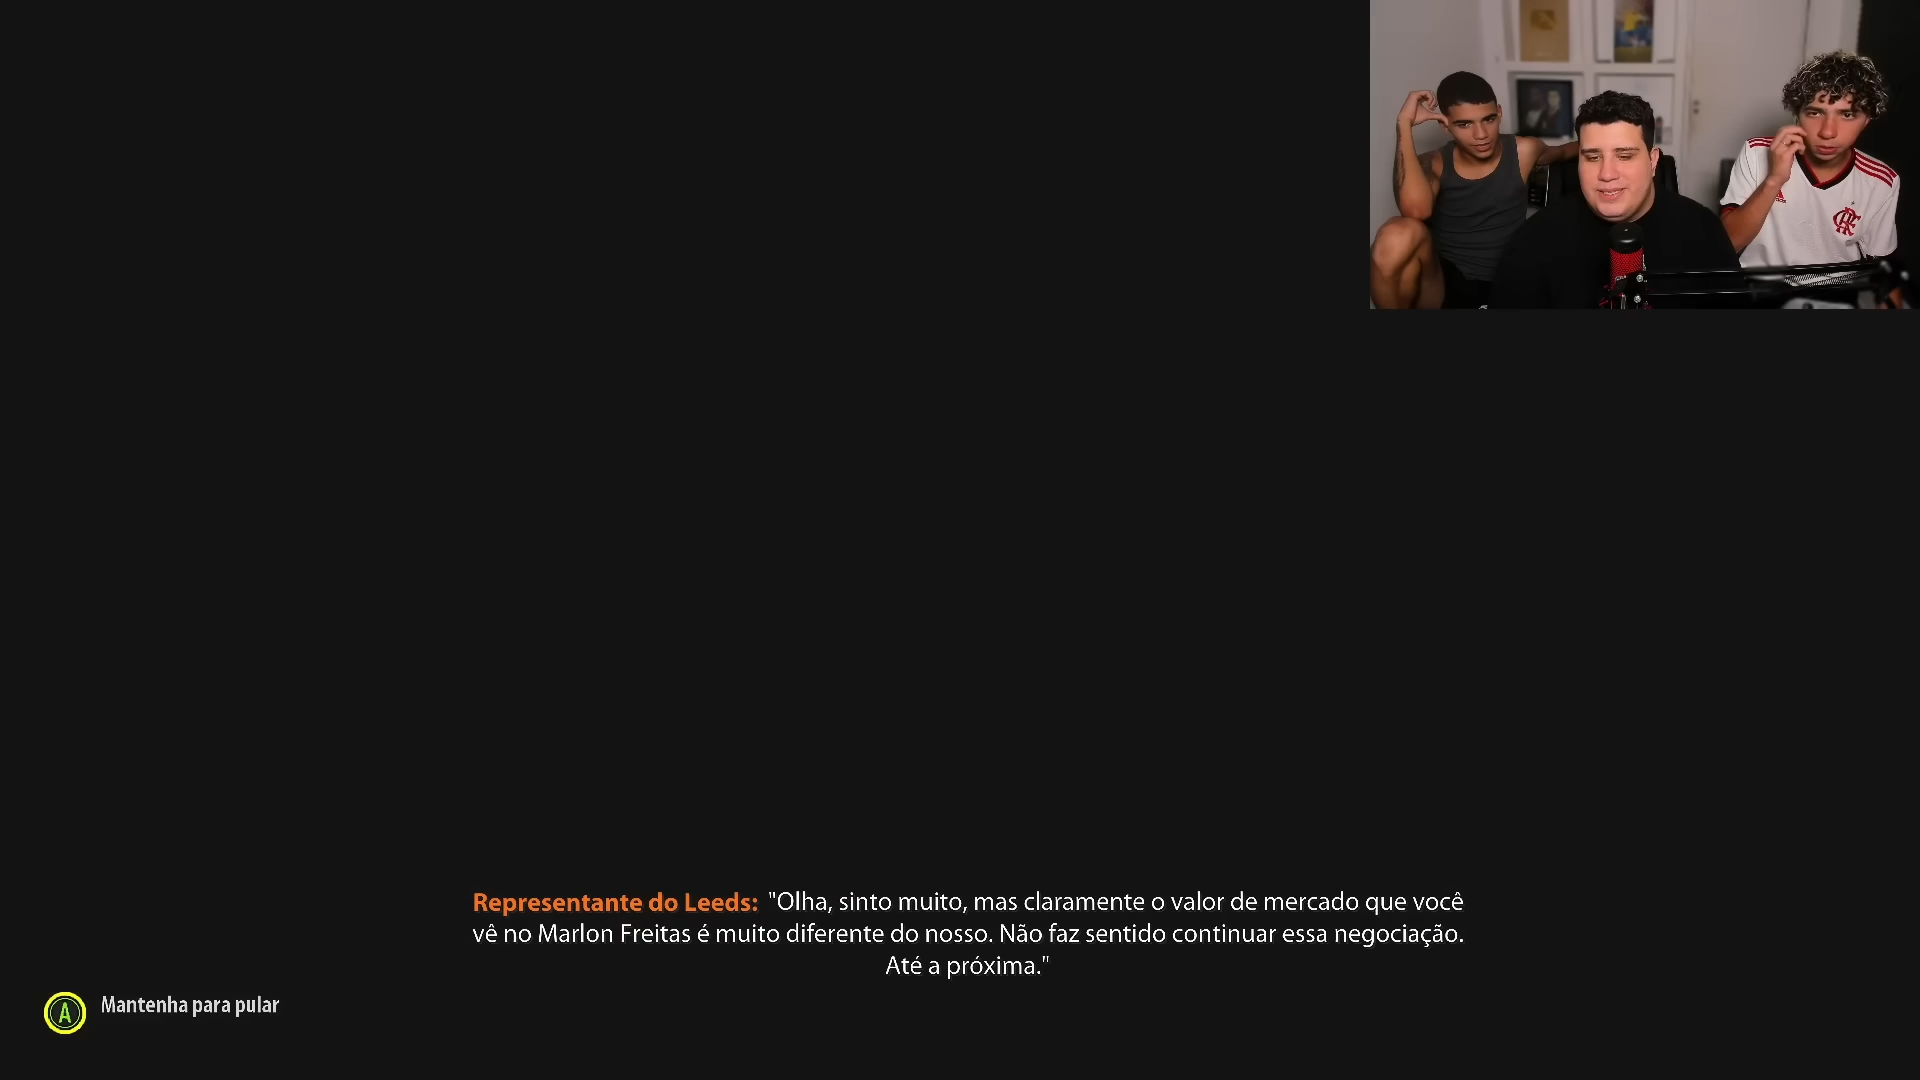 Representante do Leeds: "Olha, sinto muito, mas claramente o valor de mercado que você
vê no Marlon Freitas é muito diferente do nosso. Não faz sentido continuar essa negociação.
Até a próxima."
A Mantenha para pular